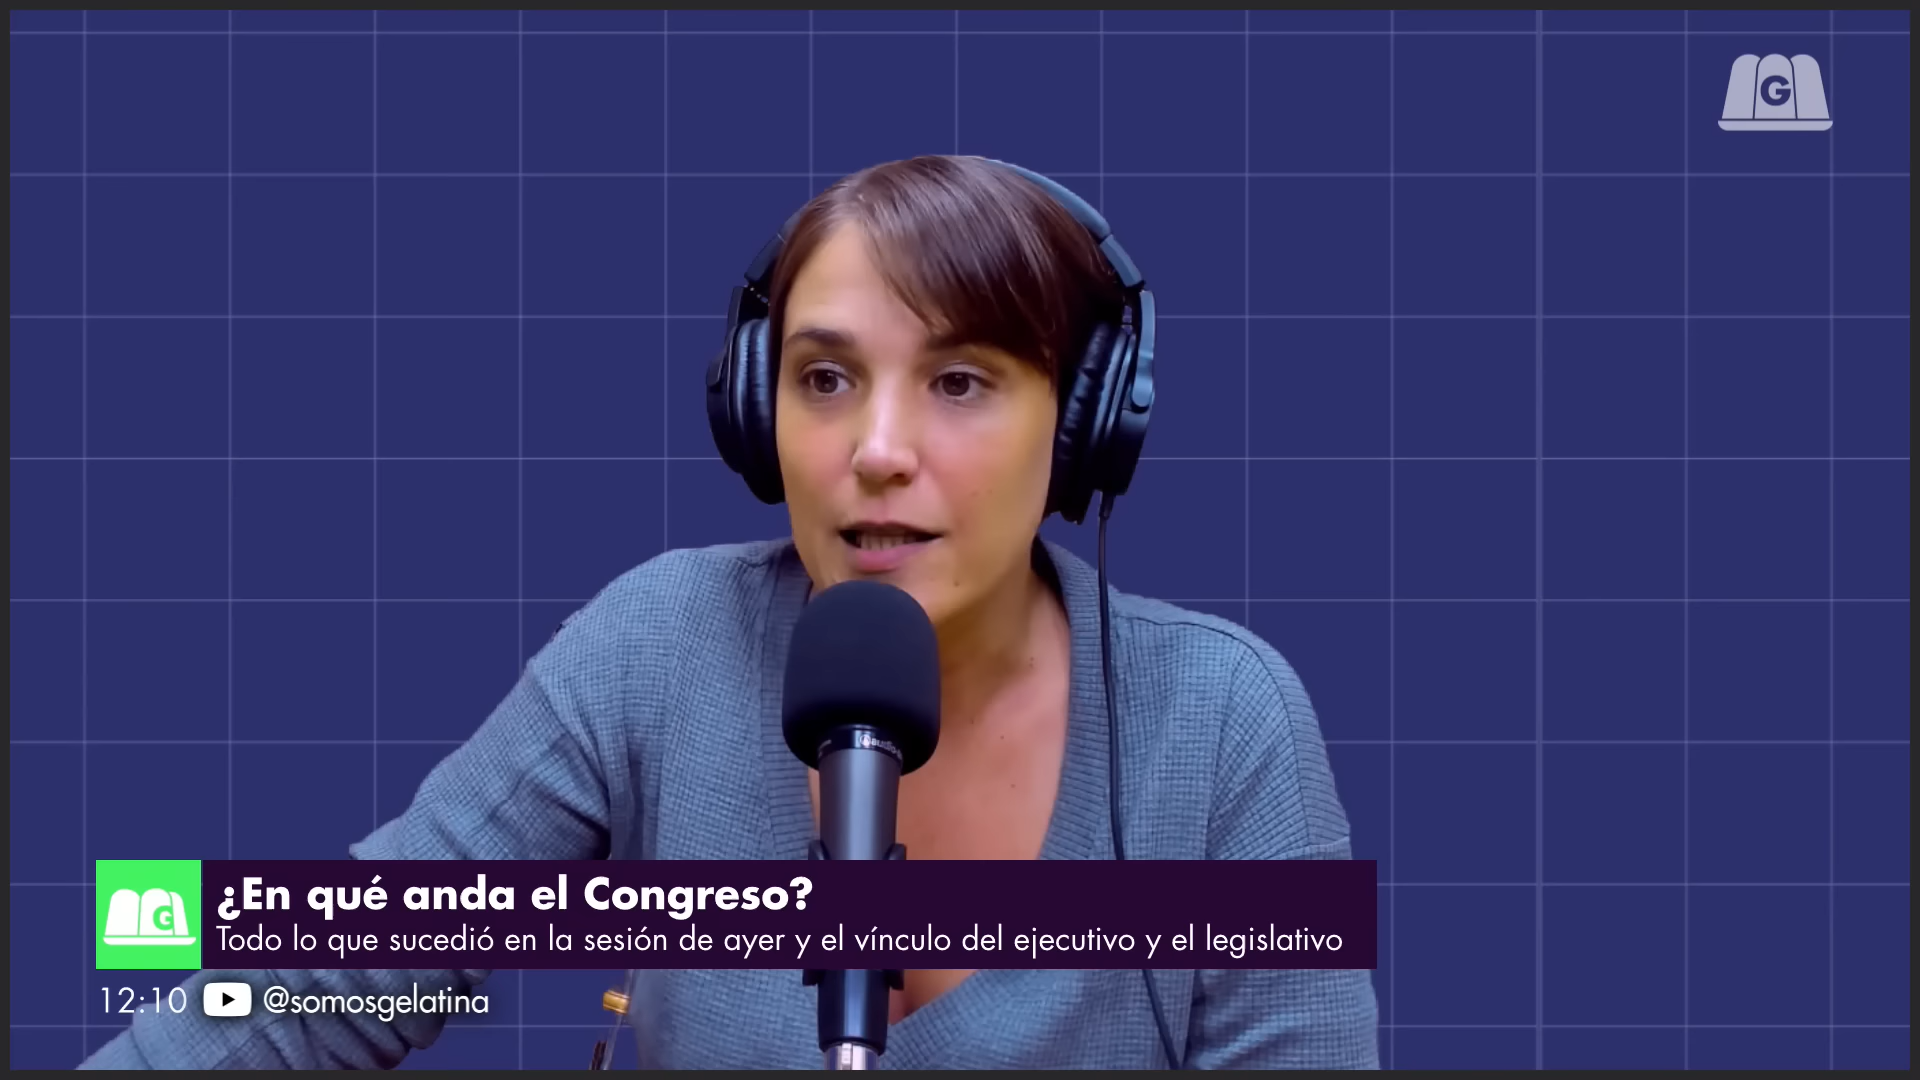 G
audio-
G
¿En qué anda el Congreso?
Todo lo que sucedió en la sesión de ayer y el vínculo del ejecutivo y el legislativo
12:10 @somosgelatina